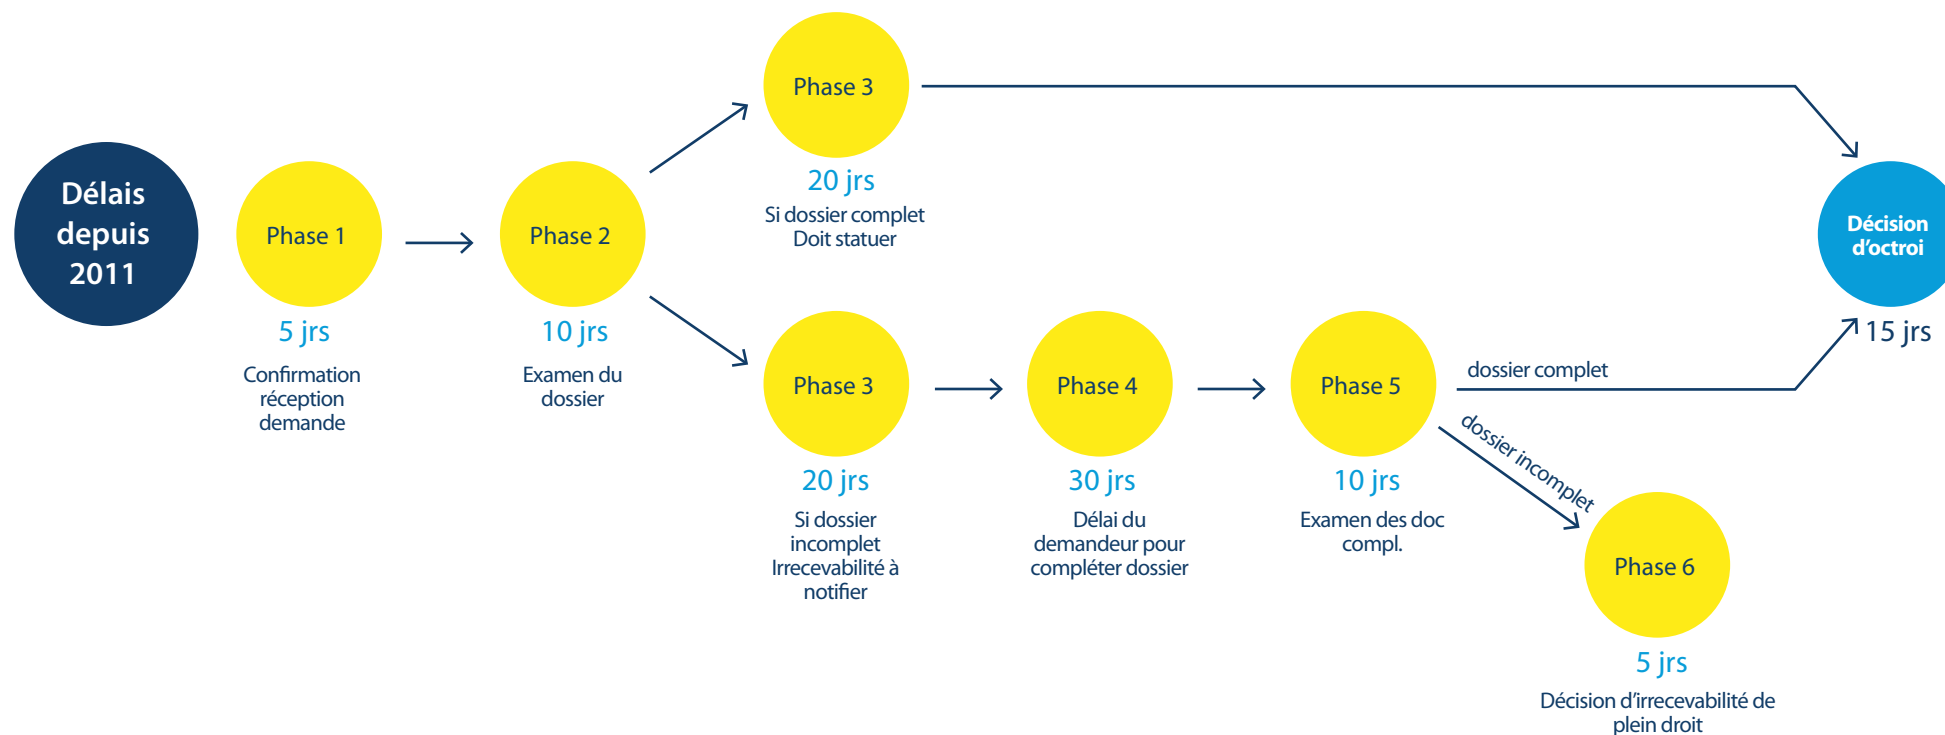 Délais
depuis
2011
Phase 1
5 jrs
Confirmation
réception
demande
Phase 2
10 jrs
Examen du
dossier
Phase 3
20 jrs
Si dossier complet
Doit statuer
Phase 3
20 jrs
Si dossier
incomplet
Irrecevabilité à
notifier
Phase 4
30 jrs
Délai du
demandeur pour
compléter dossier
Phase 5
10 jrs
Examen des doc
compl.
dossier complet
dossier incomplet
Phase 6
5 jrs
Décision d’irrecevabilité de
plein droit
Décision
d’octroi
15 jrs